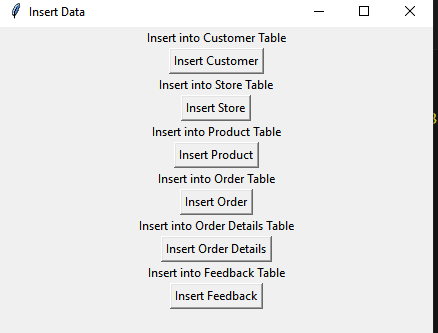 Insert Data
Insert into Customer Table
Insert Customer
Insert into Store Table
Insert Store
Insert into Product Table
Insert Product
Insert into Order Table
Insert Order
Insert into Order Details Table
Insert Order Details
Insert into Feedback Table
Insert Feedback